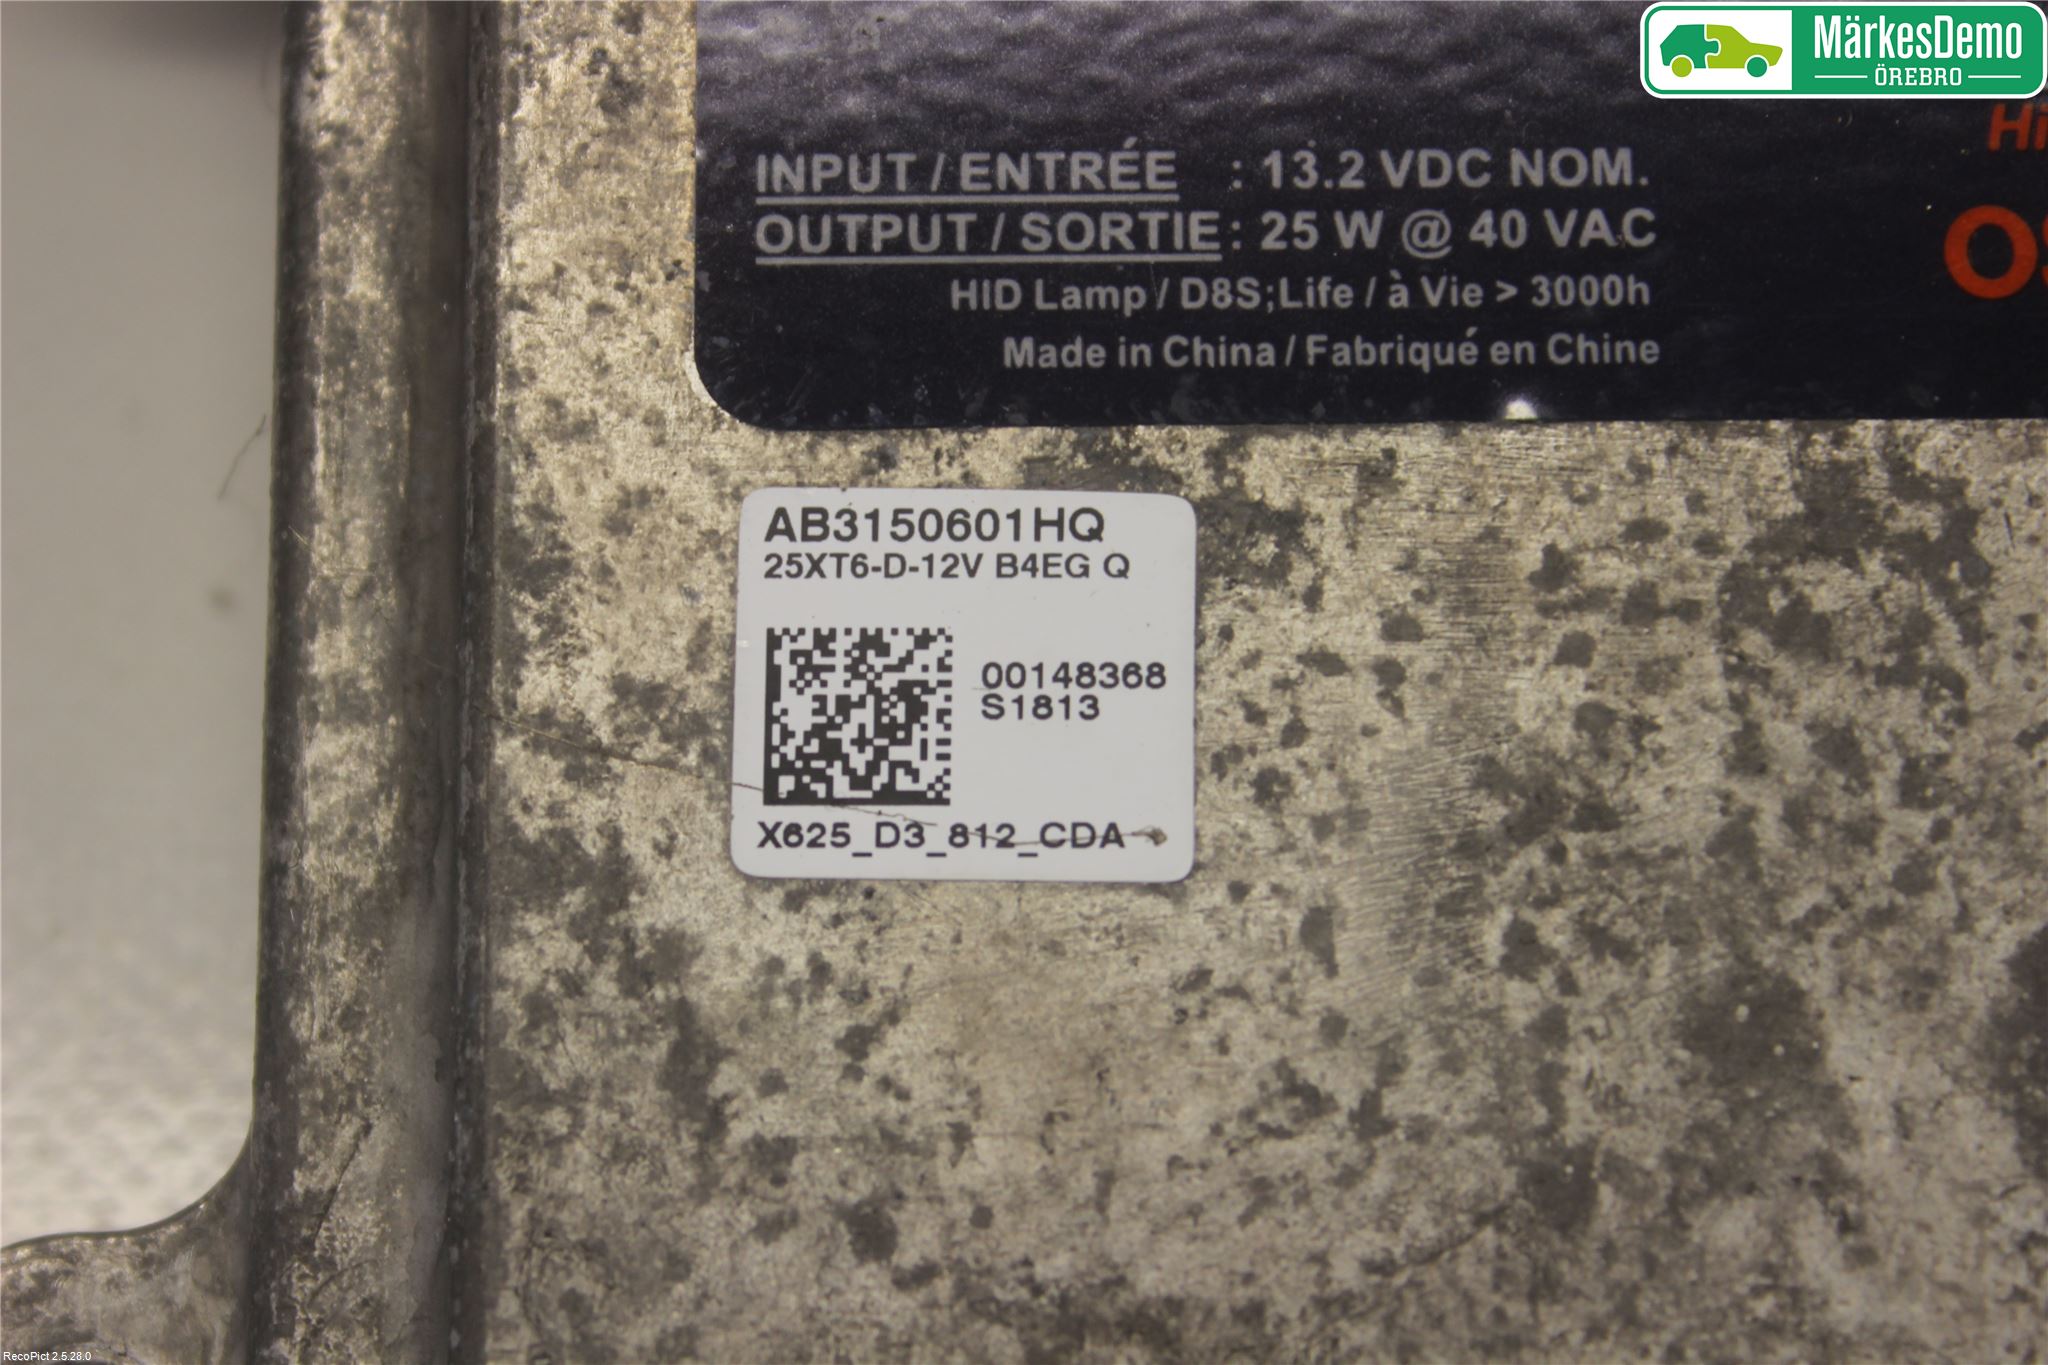 MärkesDemo
ÖREBRO
INPUT / ENTRÉE : 13.2 VDC NOM.
OUTPUT / SORTIE : 25 W @ 40 VAC
HID Lamp / D8S;Life / à Vie > 3000h
Made in China / Fabriqué en Chine
AB3150601HQ
25XT6-D-12V B4EG Q
00148368
S1813
X625_D3_812_CDA
RecoPict 2.5.28.0